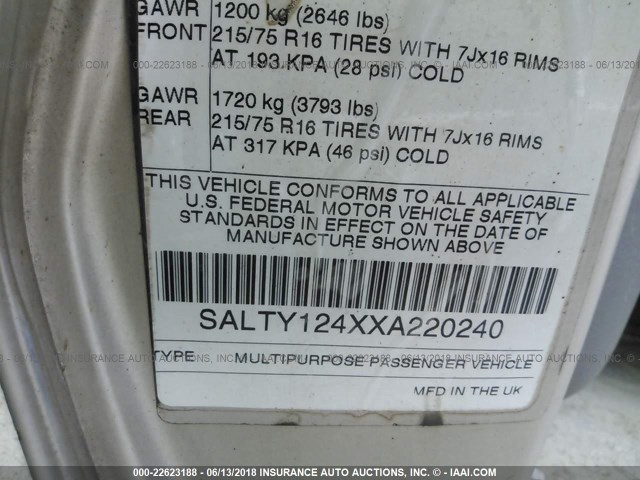 GAWR 1200 kg (2646 lbs)
FRONT 215/75 R16 TIRES WITH 7Jx16 RIMS
AT 193 KPA (28 psi) COLD
GAWR 1720 kg (3793 lbs)
REAR 215/75 R16 TIRES WITH 7Jx16 RIMS
AT 317 KPA (46 psi) COLD
THIS VEHICLE CONFORMS TO ALL APPLICABLE
U.S. FEDERAL MOTOR VEHICLE SAFETY
STANDARDS IN EFFECT ON THE DATE OF
MANUFACTURE SHOWN ABOVE
SALTY124XXA220240
TYPE MULTIPURPOSE PASSENGER VEHICLE
MFD IN THE UK
000-22623188 - 06/13/2018 INSURANCE AUTO AUCTIONS, INC. - IAAI.COM